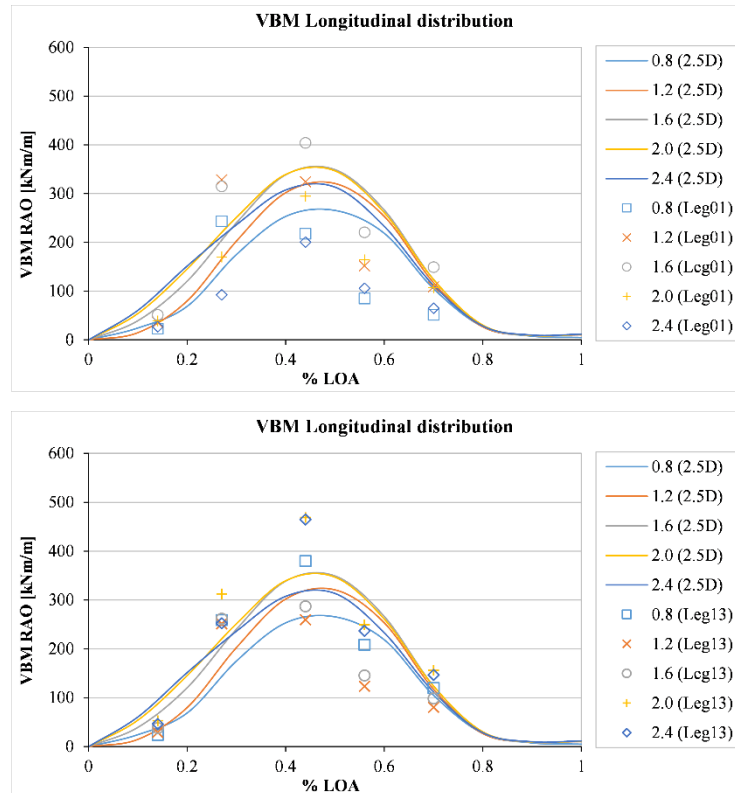 VBM Longitudinal distribution
600
500
400
300
200
100
0
VBM RAO [kNm/m]
0 0.2 0.4 0.6 0.8 1
% LOA
0.8 (2.5D)
1.2 (2.5D)
1.6 (2.5D)
2.0 (2.5D)
2.4 (2.5D)
0.8 (Leg01)
1.2 (Leg01)
1.6 (Leg01)
2.0 (Leg01)
2.4 (Leg01)
VBM Longitudinal distribution
600
500
400
300
200
100
0
VBM RAO [kNm/m]
0 0.2 0.4 0.6 0.8 1
% LOA
0.8 (2.5D)
1.2 (2.5D)
1.6 (2.5D)
2.0 (2.5D)
2.4 (2.5D)
0.8 (Leg13)
1.2 (Leg13)
1.6 (Leg13)
2.0 (Leg13)
2.4 (Leg13)